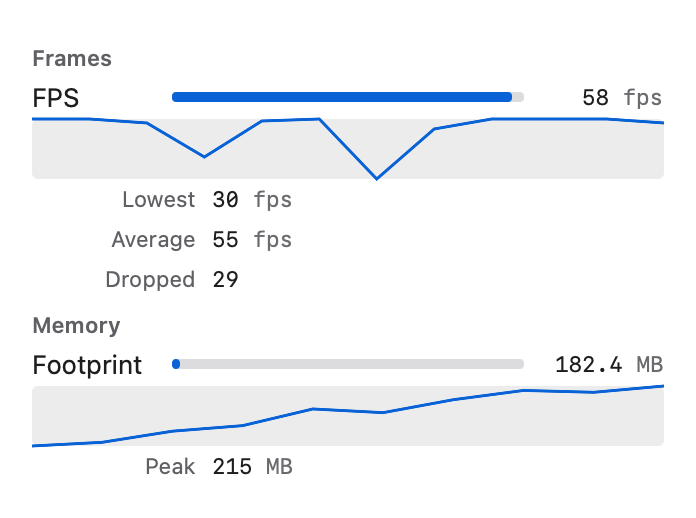 Frames
FPS 58 fps
Lowest 30 fps
Average 55 fps
Dropped 29
Memory
Footprint 182.4 MB
Peak 215 MB